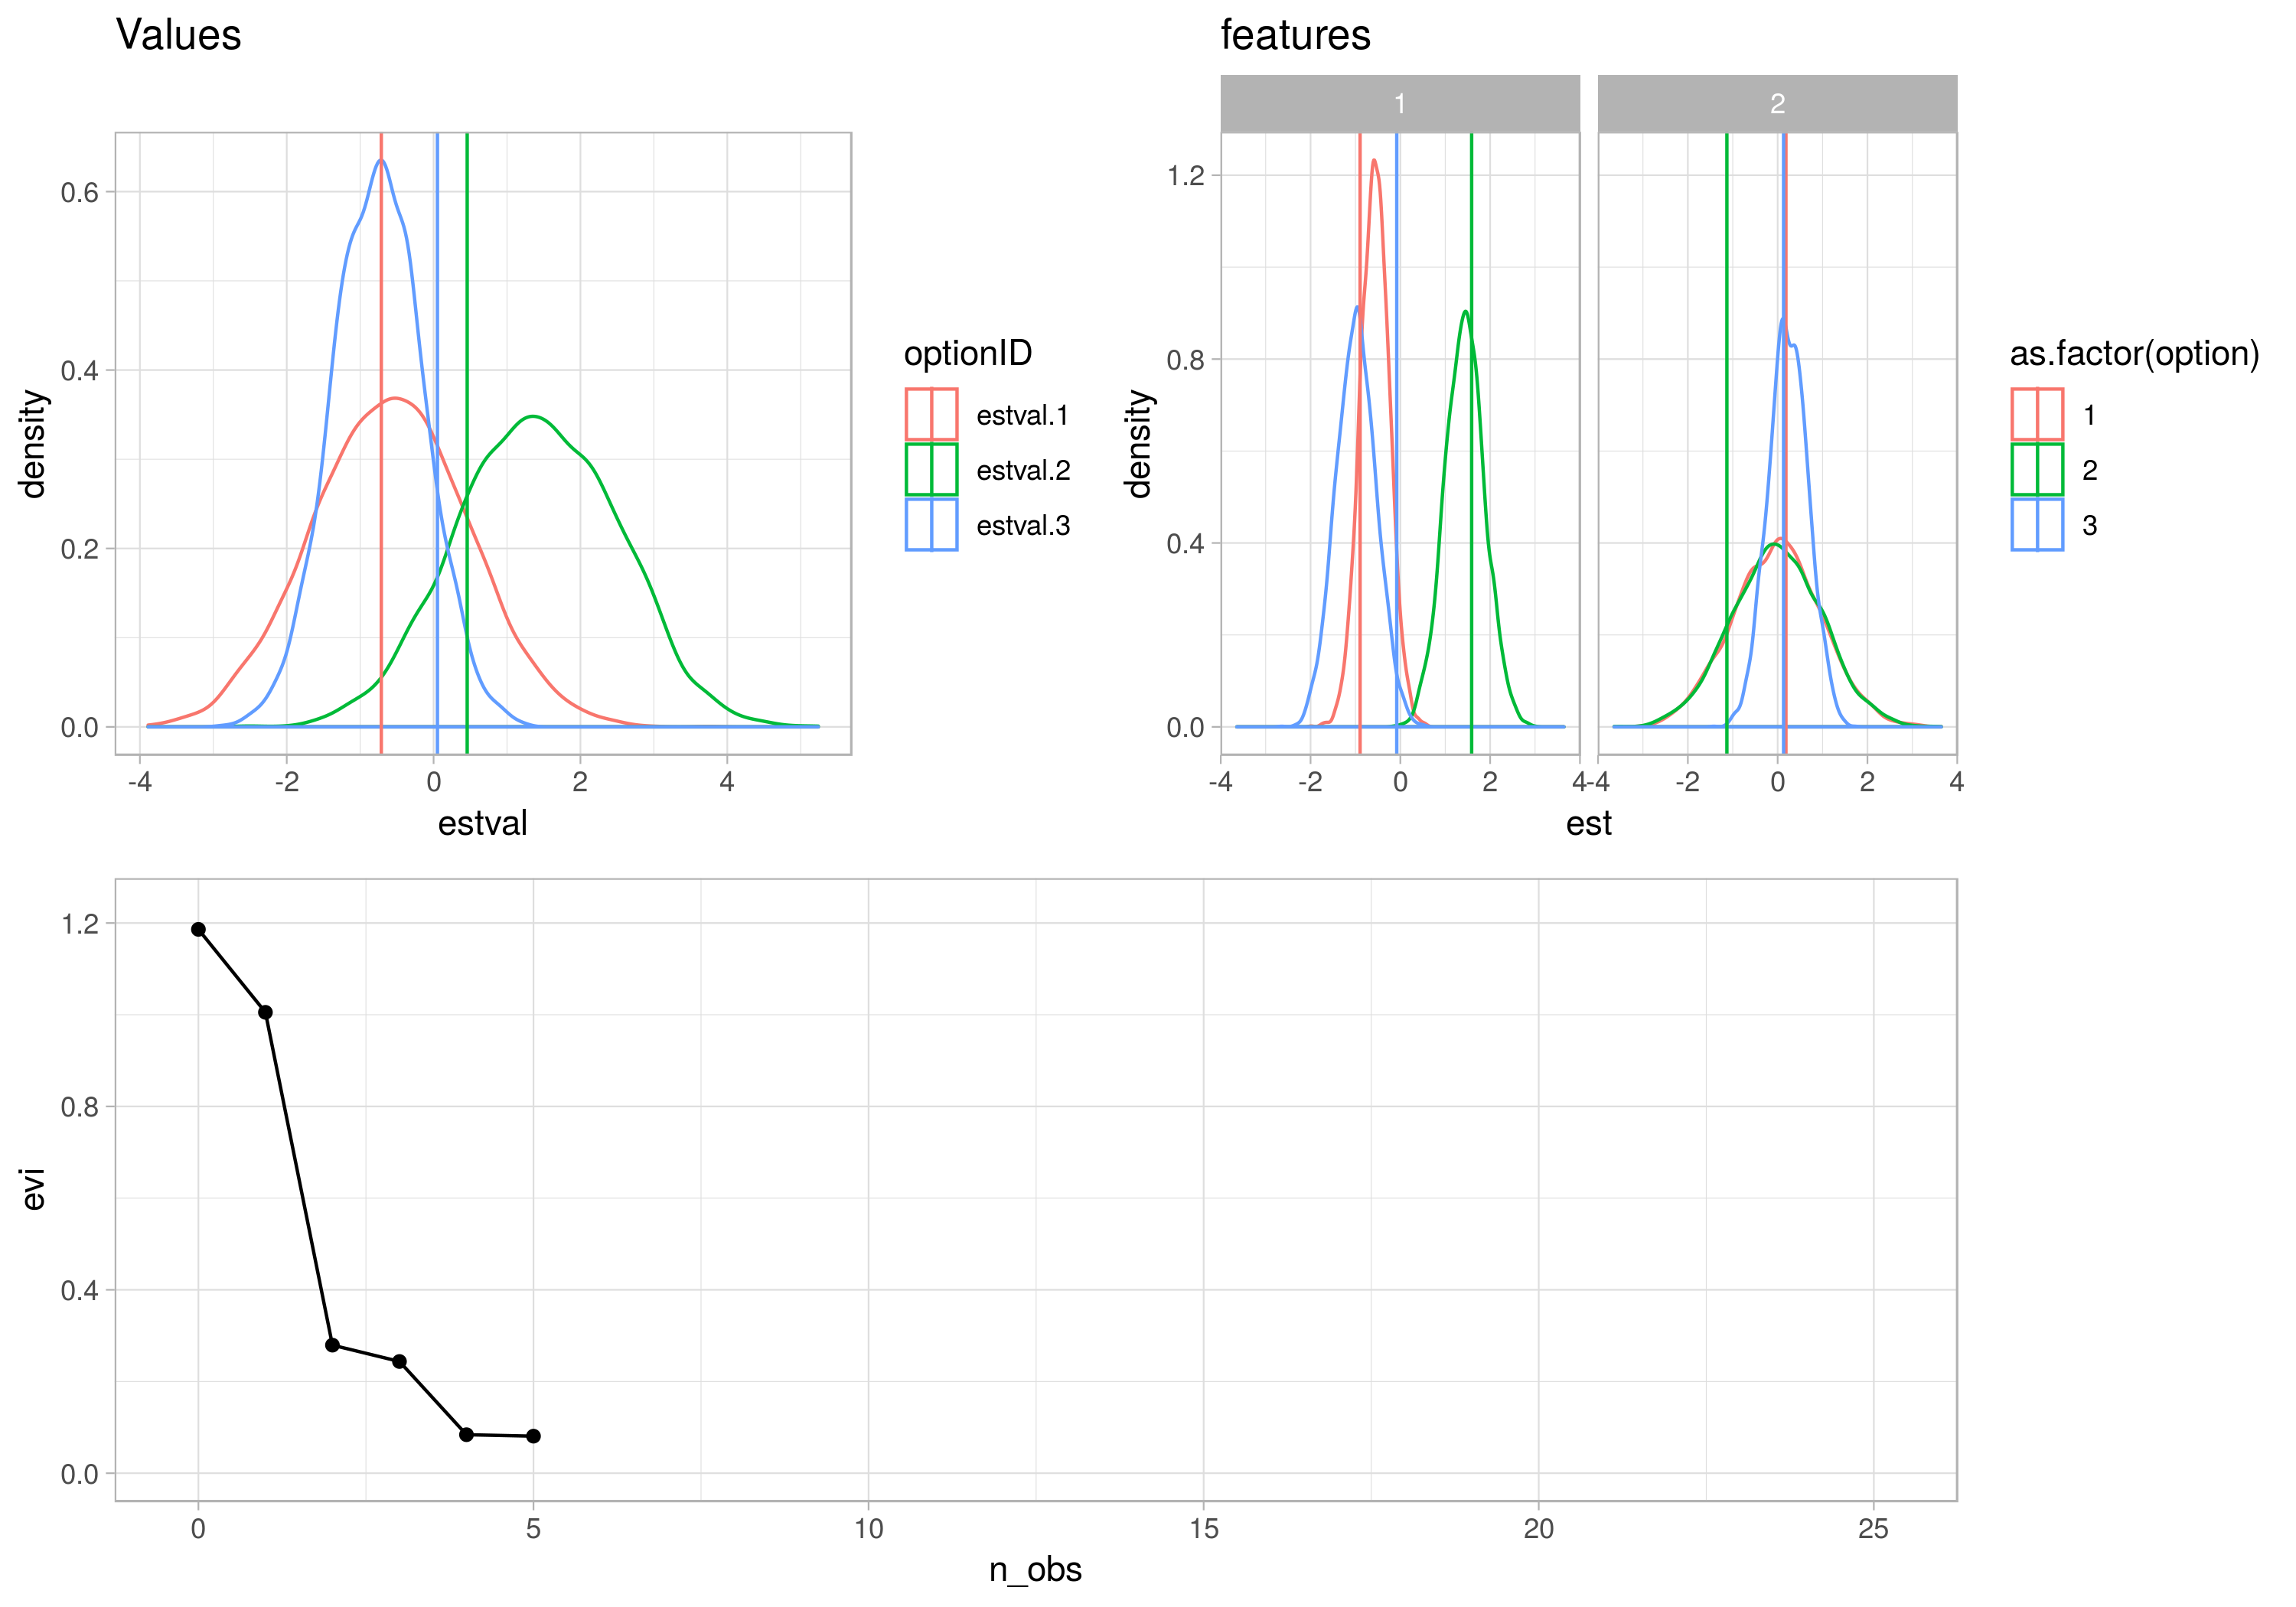 Values
0.6
0.4
0.2
0.0
density
-4 -2 0 2 4
estval
optionID
estval.1
estval.2
estval.3
features
1 2
1.2
0.8
0.4
0.0
density
-4 -2 0 2 4 -4 -2 0 2 4
est
as.factor(option)
1
2
3
1.2
0.8
0.4
0.0
evi
0 5 10 15 20 25
n_obs